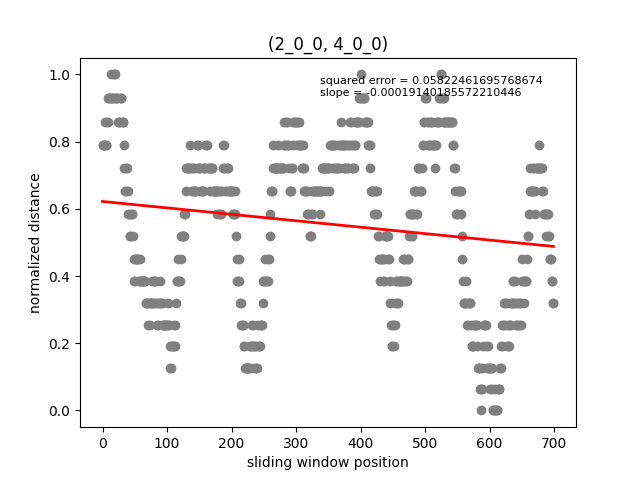 (2_0_0, 4_0_0)
squared error = 0.05822461695768674
slope = -0.00019140185572210446
normalized distance
1.0
0.8
0.6
0.4
0.2
0.0
0 100 200 300 400 500 600 700
sliding window position